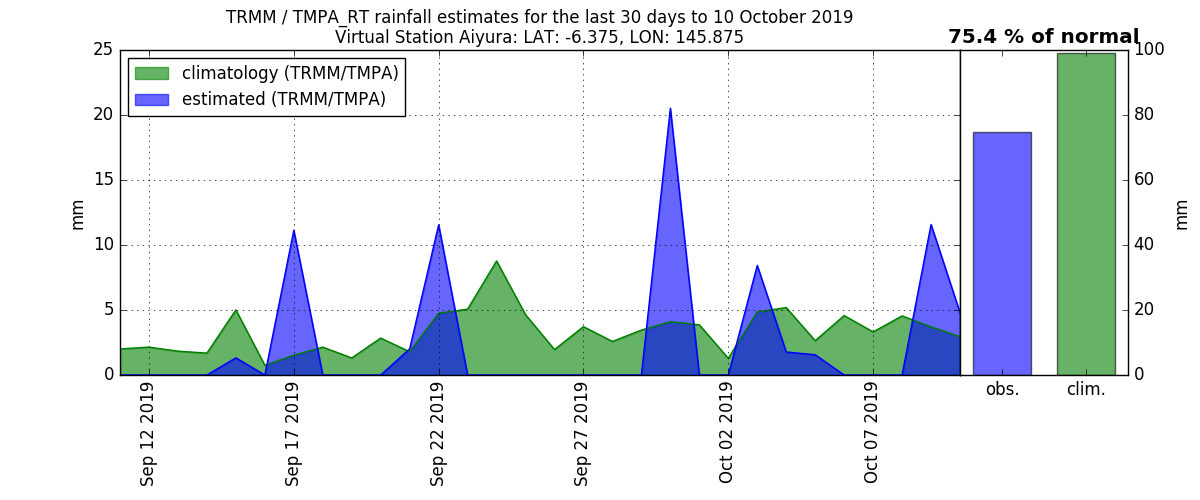 TRMM / TMPA_RT rainfall estimates for the last 30 days to 10 October 2019
Virtual Station Aiyura: LAT: -6.375, LON: 145.875
75.4 % of normal
climatology (TRMM/TMPA)
estimated (TRMM/TMPA)
25
20
15
10
5
0
mm
Sep 12 2019
Sep 17 2019
Sep 22 2019
Sep 27 2019
Oct 02 2019
Oct 07 2019
obs.
clim.
100
80
60
40
20
0
mm